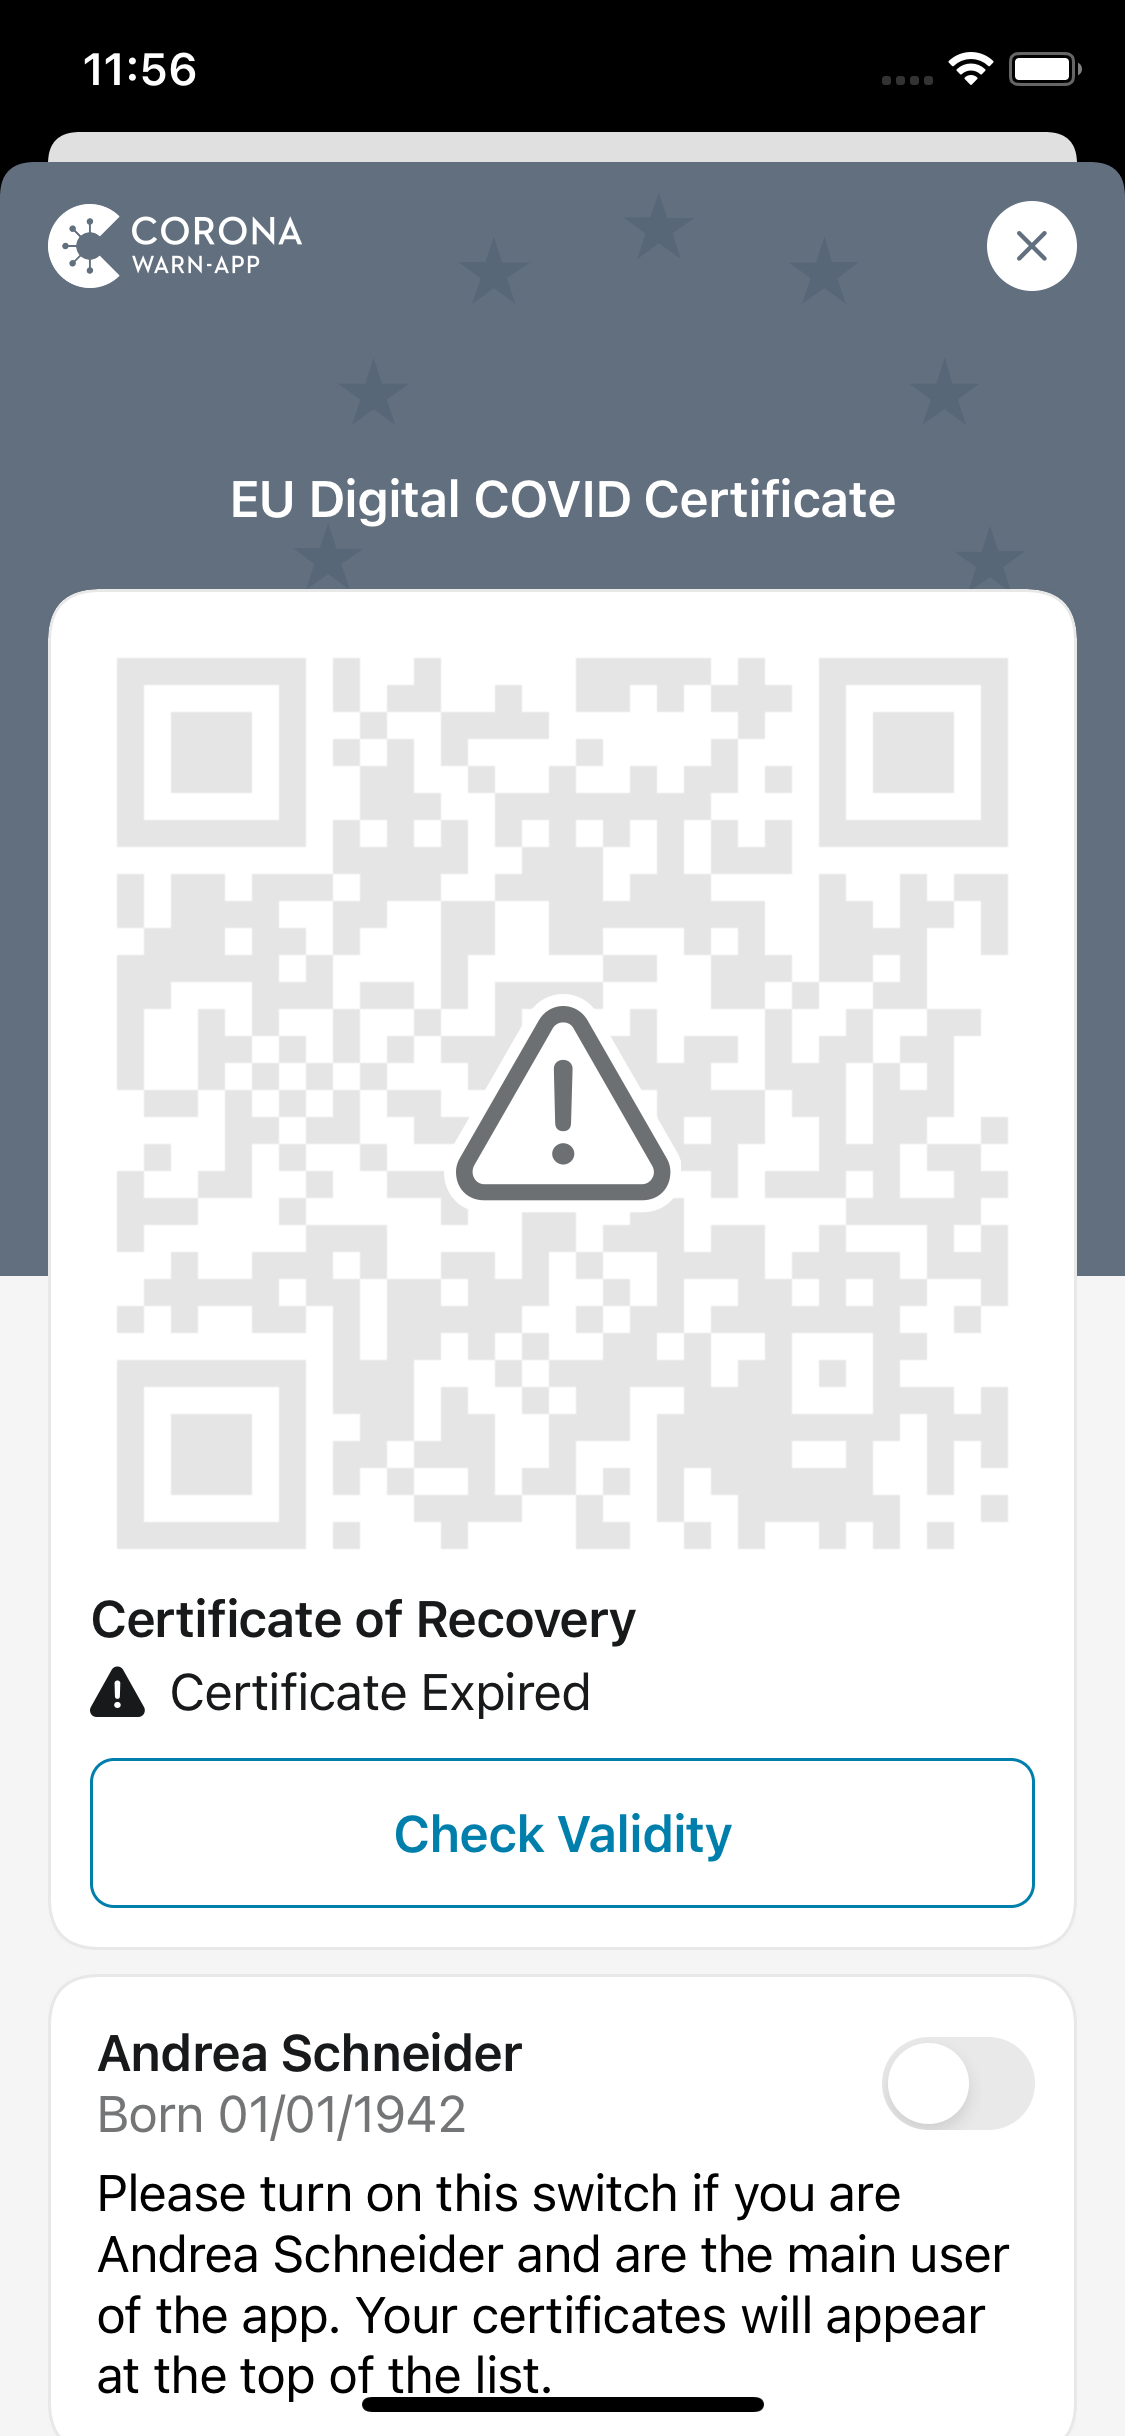 11:56
CORONA
WARN-APP
EU Digital COVID Certificate
Certificate of Recovery
Certificate Expired
Check Validity
Andrea Schneider
Born 01/01/1942
Please turn on this switch if you are
Andrea Schneider and are the main user
of the app. Your certificates will appear
at the top of the list.